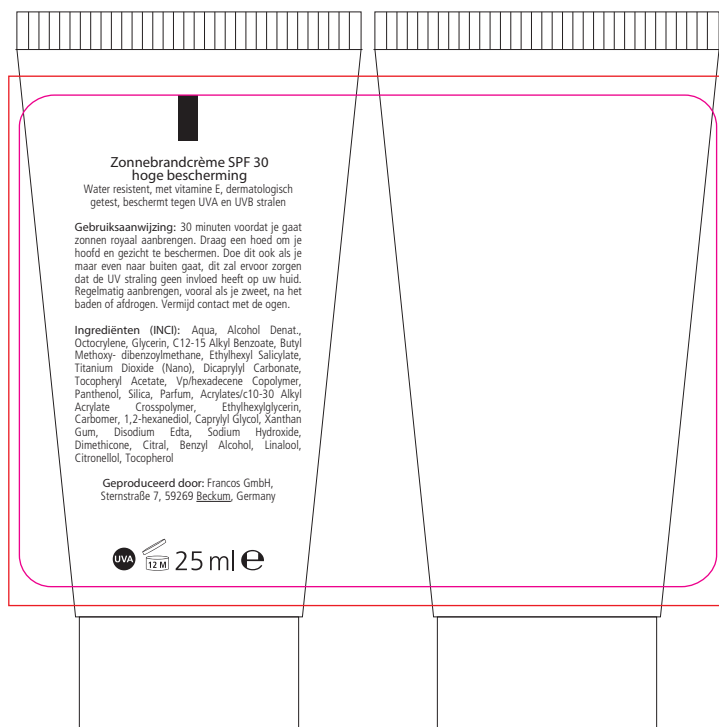 Zonnebrandcrème SPF 30
hoge bescherming
Water resistent, met vitamine E, dermatologisch
getest, beschermt tegen UVA en UVB stralen
Gebruiksaanwijzing: 30 minuten voordat je gaat
zonnen royaal aanbrengen. Draag een hoed om je
hoofd en gezicht te beschermen. Doe dit ook als je
maar even naar buiten gaat, dit zal ervoor zorgen
dat de UV straling geen invloed heeft op uw huid.
Regelmatig aanbrengen, vooral als je zweet, na het
baden of afdrogen. Vermijd contact met de ogen.
Ingrediënten (INCI): Aqua, Alcohol Denat.,
Octocrylene, Glycerin, C12-15 Alkyl Benzoate, Butyl
Methoxy- dibenzoylmethane, Ethylhexyl Salicylate,
Titanium Dioxide (Nano), Dicaprylyl Carbonate,
Tocopheryl Acetate, Vp/hexadecene Copolymer,
Panthenol, Silica, Parfum, Acrylates/c10-30 Alkyl
Acrylate Crosspolymer, Ethylhexylglycerin,
Carbomer, 1,2-hexanediol, Caprylyl Glycol, Xanthan
Gum, Disodium Edta, Sodium Hydroxide,
Dimethicone, Citral, Benzyl Alcohol, Linalool,
Citronellol, Tocopherol
Geproduceerd door: Francos GmbH,
Sternstraße 7, 59269 Beckum, Germany
UVA 12 M 25 ml ℮